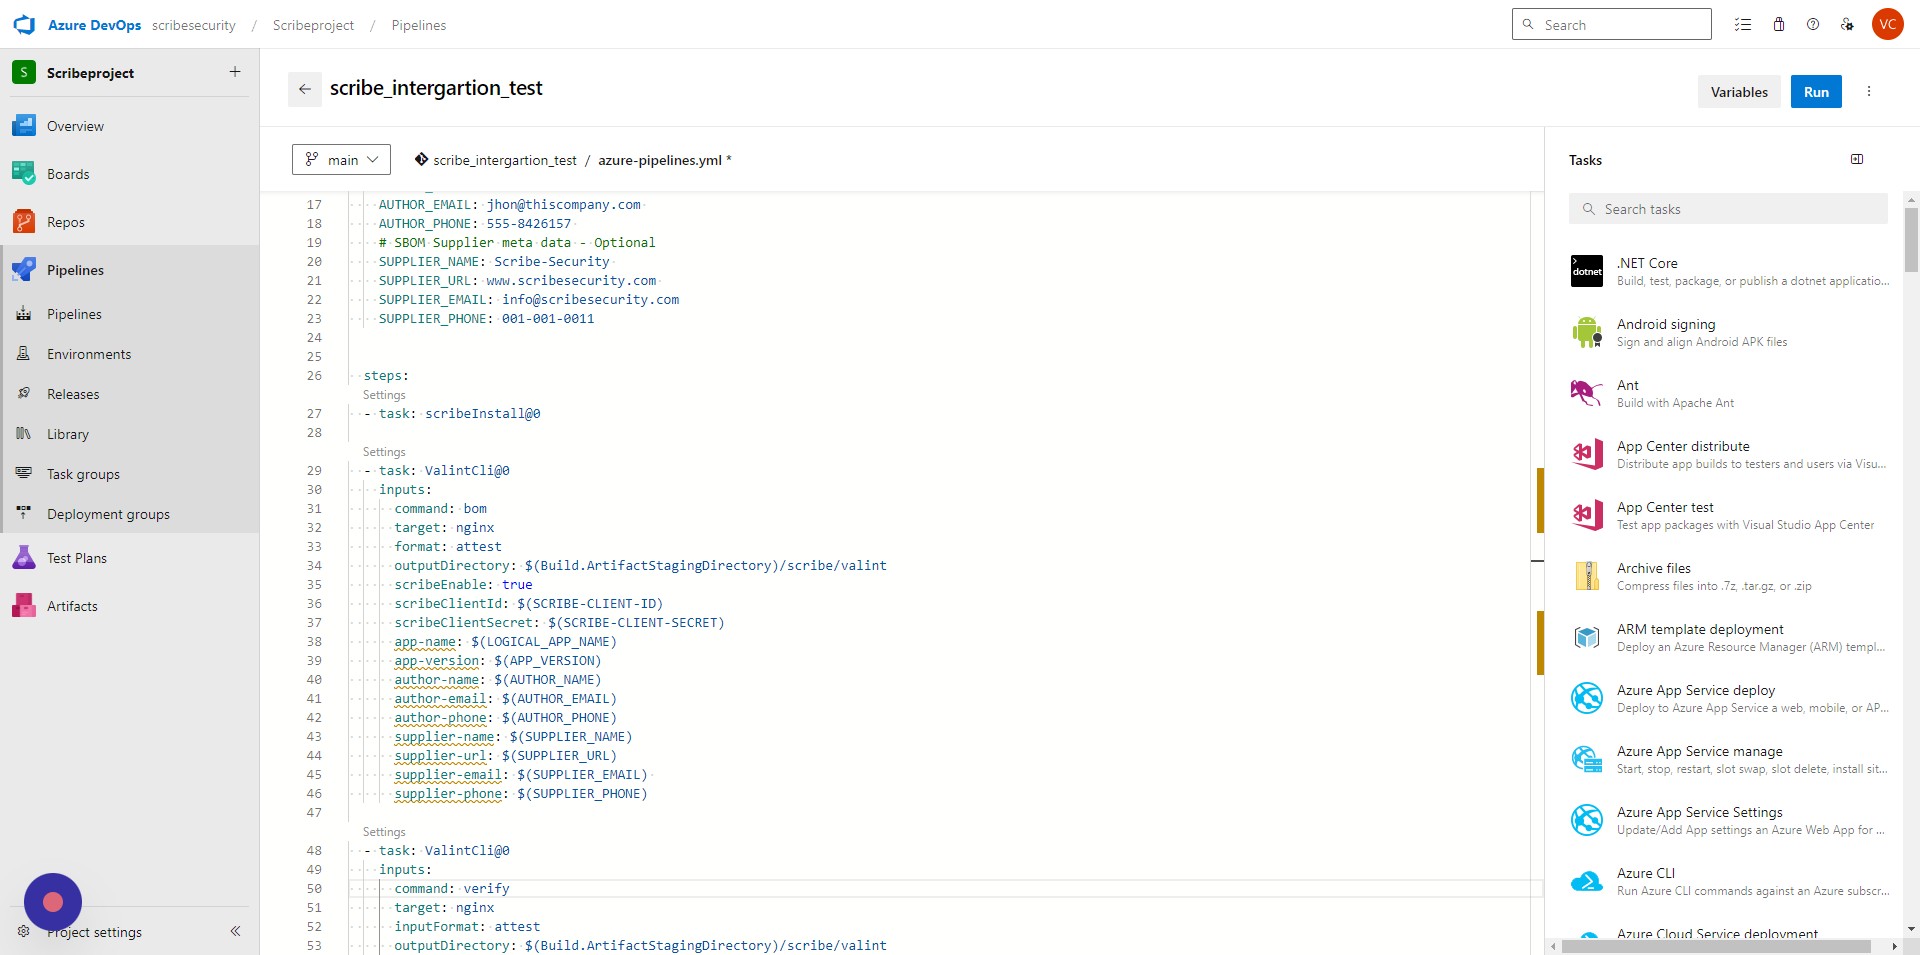 Azure DevOps scribesecurity / Scribeproject / Pipelines
Search
VC
S Scribeproject +
Overview
Boards
Repos
Pipelines
Pipelines
Environments
Releases
Library
Task groups
Deployment groups
Test Plans
Artifacts
Project settings
scribe_intergartion_test
Variables
Run
main
scribe_intergartion_test / azure-pipelines.yml *
17 AUTHOR_EMAIL: jhon@thiscompany.com
18 AUTHOR_PHONE: 555-8426157
19 # SBOM Supplier meta data - Optional
20 SUPPLIER_NAME: Scribe-Security
21 SUPPLIER_URL: www.scribesecurity.com
22 SUPPLIER_EMAIL: info@scribesecurity.com
23 SUPPLIER_PHONE: 001-001-0011
24
25
26 steps:
Settings
27 - task: scribeInstall@0
28
Settings
29 - task: ValintCli@0
30 inputs:
31 command: bom
32 target: nginx
33 format: attest
34 outputDirectory: $(Build.ArtifactStagingDirectory)/scribe/valint
35 scribeEnable: true
36 scribeClientId: $(SCRIBE-CLIENT-ID)
37 scribeClientSecret: $(SCRIBE-CLIENT-SECRET)
38 app-name: $(LOGICAL_APP_NAME)
39 app-version: $(APP_VERSION)
40 author-name: $(AUTHOR_NAME)
41 author-email: $(AUTHOR_EMAIL)
42 author-phone: $(AUTHOR_PHONE)
43 supplier-name: $(SUPPLIER_NAME)
44 supplier-url: $(SUPPLIER_URL)
45 supplier-email: $(SUPPLIER_EMAIL)
46 supplier-phone: $(SUPPLIER_PHONE)
47
Settings
48 - task: ValintCli@0
49 inputs:
50 command: verify
51 target: nginx
52 inputFormat: attest
53 outputDirectory: $(Build.ArtifactStagingDirectory)/scribe/valint
Tasks
Search tasks
dotnet
.NET Core
Build, test, package, or publish a dotnet applicatio...
Android signing
Sign and align Android APK files
Ant
Build with Apache Ant
App Center distribute
Distribute app builds to testers and users via Visu...
App Center test
Test app packages with Visual Studio App Center
Archive files
Compress files into .7z, .tar.gz, or .zip
ARM template deployment
Deploy an Azure Resource Manager (ARM) templ...
Azure App Service deploy
Deploy to Azure App Service a web, mobile, or AP...
Azure App Service manage
Start, stop, restart, slot swap, slot delete, install sit...
Azure App Service Settings
Update/Add App settings an Azure Web App for ...
Azure CLI
Run Azure CLI commands against an Azure subscr...
Azure Cloud Service deployment